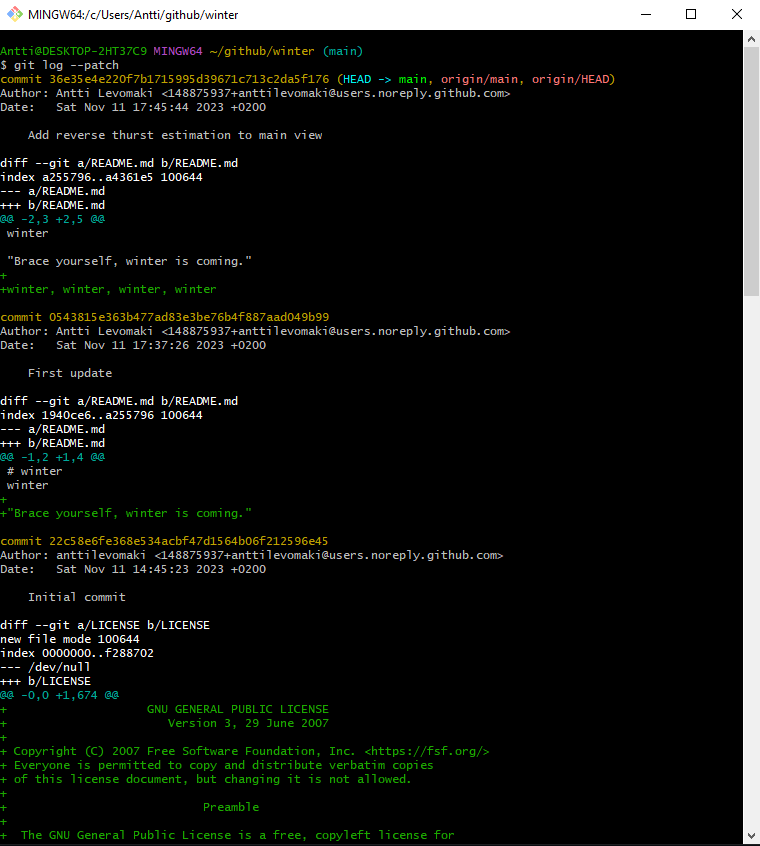 MINGW64:/c/Users/Antti/github/winter
Antti@DESKTOP-2HT37C9 MINGW64 ~/github/winter (main)
$ git log --patch
commit 36e35e4e220f7b1715995d39671c713c2da5f176 (HEAD -> main, origin/main, origin/HEAD)
Author: Antti Levomaki <148875937+anttilevomaki@users.noreply.github.com>
Date:   Sat Nov 11 17:45:44 2023 +0200

    Add reverse thurst estimation to main view

diff --git a/README.md b/README.md
index a255796..a4361e5 100644
--- a/README.md
+++ b/README.md
@@ -2,3 +2,5 @@
 winter

 "Brace yourself, winter is coming."
+
+winter, winter, winter, winter

commit 0543815e363b477ad83e3be76b4f887aad049b99
Author: Antti Levomaki <148875937+anttilevomaki@users.noreply.github.com>
Date:   Sat Nov 11 17:37:26 2023 +0200

    First update

diff --git a/README.md b/README.md
index 1940ce6..a255796 100644
--- a/README.md
+++ b/README.md
@@ -1,2 +1,4 @@
 # winter
 winter
+
+"Brace yourself, winter is coming."

commit 22c58e6fe368e534acbf47d1564b06f212596e45
Author: anttilevomaki <148875937+anttilevomaki@users.noreply.github.com>
Date:   Sat Nov 11 14:45:23 2023 +0200

    Initial commit

diff --git a/LICENSE b/LICENSE
new file mode 100644
index 0000000..f288702
--- /dev/null
+++ b/LICENSE
@@ -0,0 +1,674 @@
+                    GNU GENERAL PUBLIC LICENSE
+                       Version 3, 29 June 2007
+
+ Copyright (C) 2007 Free Software Foundation, Inc. <https://fsf.org/>
+ Everyone is permitted to copy and distribute verbatim copies
+ of this license document, but changing it is not allowed.
+
+                            Preamble
+
+  The GNU General Public License is a free, copyleft license for